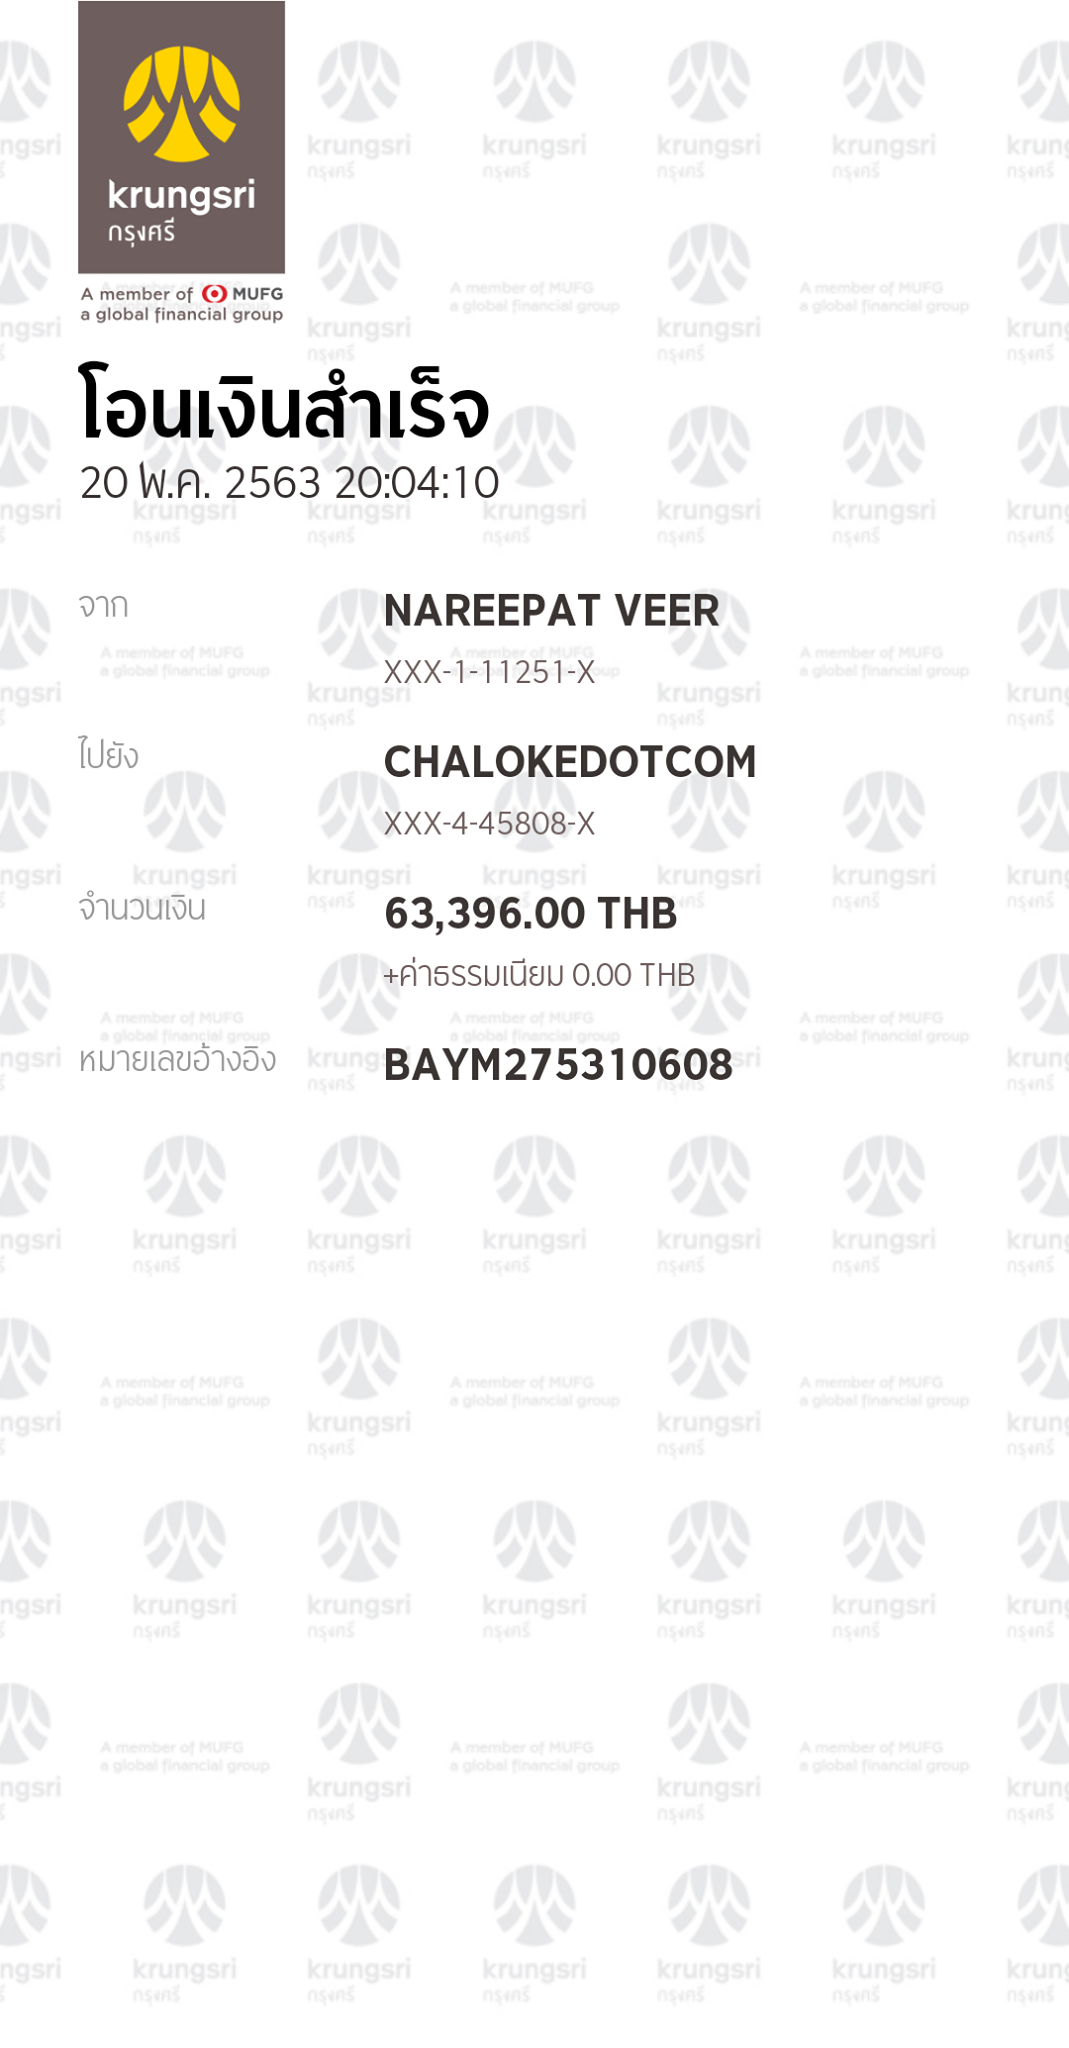 krungsri
กรุงศรี
A member of MUFG
a global financial group
โอนเงินสำเร็จ
20 พ.ค. 2563 20:04:10
จาก
NAREEPAT VEER
XXX-1-11251-X
ไปยัง
CHALOKEDOTCOM
XXX-4-45808-X
จำนวนเงิน
63,396.00 THB
+ค่าธรรมเนียม 0.00 THB
หมายเลขอ้างอิง
BAYM275310608